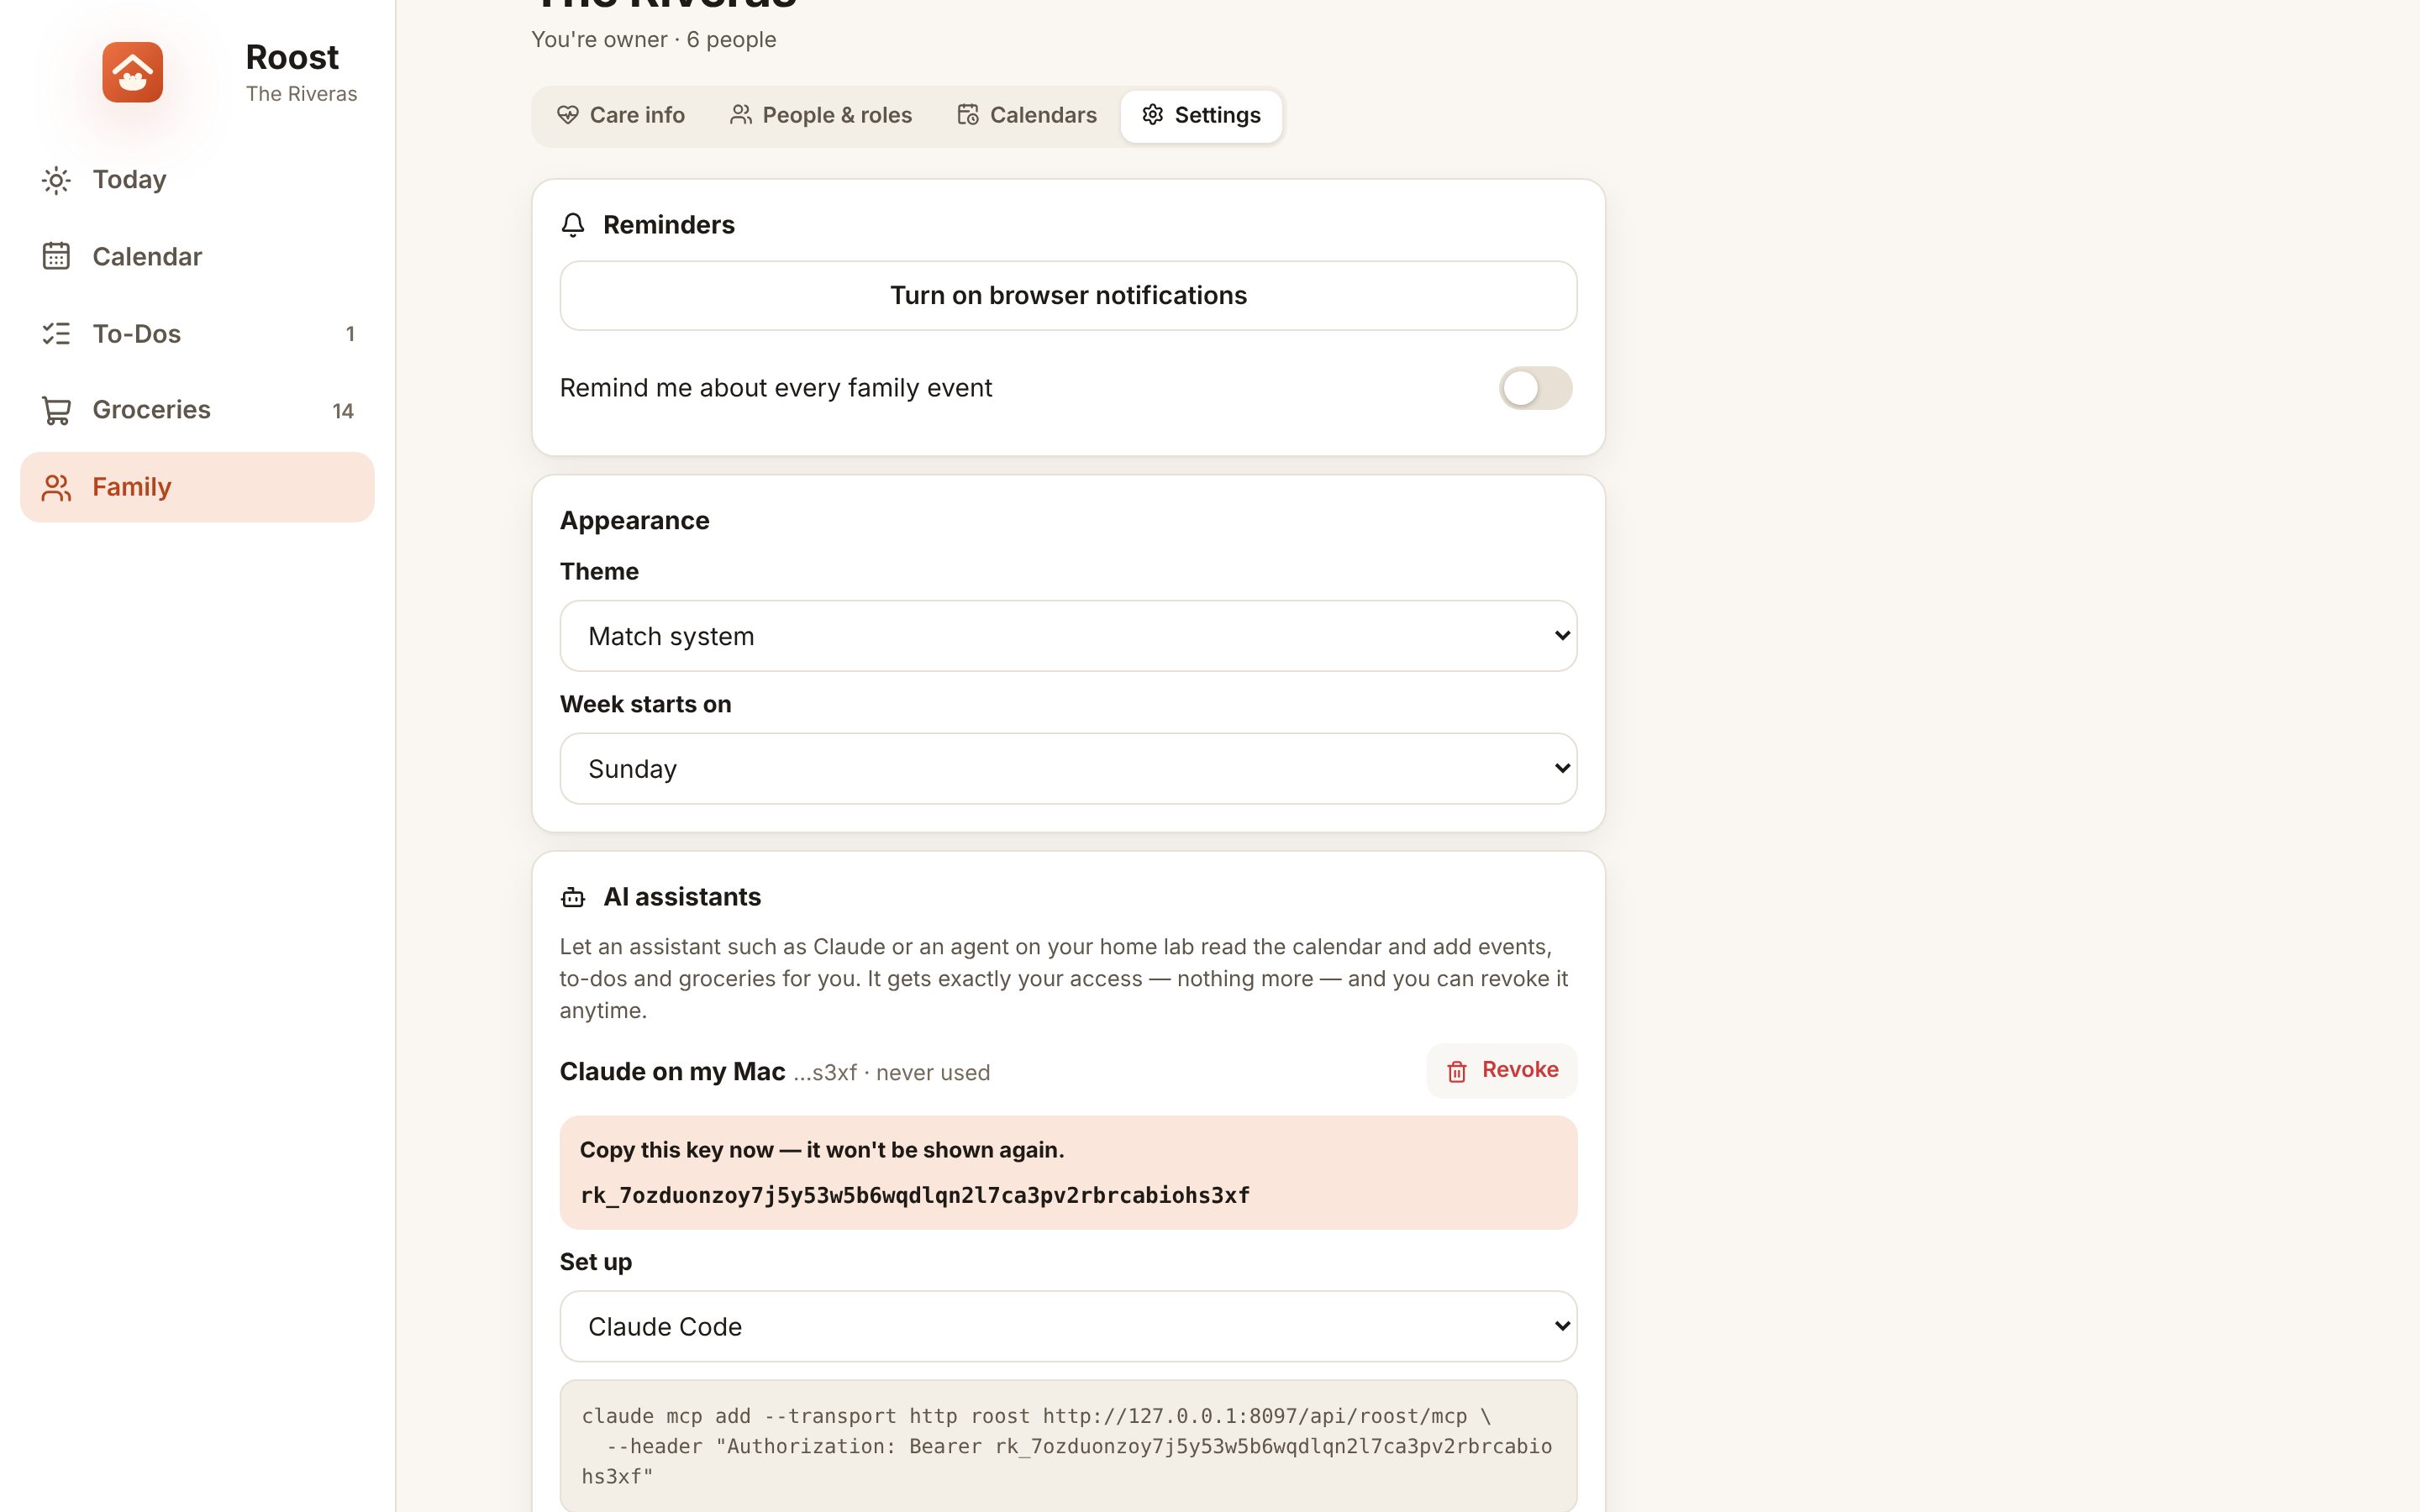 The Riveras
You're owner · 6 people
Roost
The Riveras
Today
Calendar
To-Dos 1
Groceries 14
Family
Care info
People & roles
Calendars
Settings
Reminders
Turn on browser notifications
Remind me about every family event
Appearance
Theme
Match system
Week starts on
Sunday
AI assistants
Let an assistant such as Claude or an agent on your home lab read the calendar and add events,
to-dos and groceries for you. It gets exactly your access — nothing more — and you can revoke it
anytime.
Claude on my Mac …s3xf · never used
Revoke
Copy this key now — it won't be shown again.
rk_7ozduonzoy7j5y53w5b6wqdlqn2l7ca3pv2rbrcabiohs3xf
Set up
Claude Code
claude mcp add --transport http roost http://127.0.0.1:8097/api/roost/mcp \
--header "Authorization: Bearer rk_7ozduonzoy7j5y53w5b6wqdlqn2l7ca3pv2rbrcabio
hs3xf"